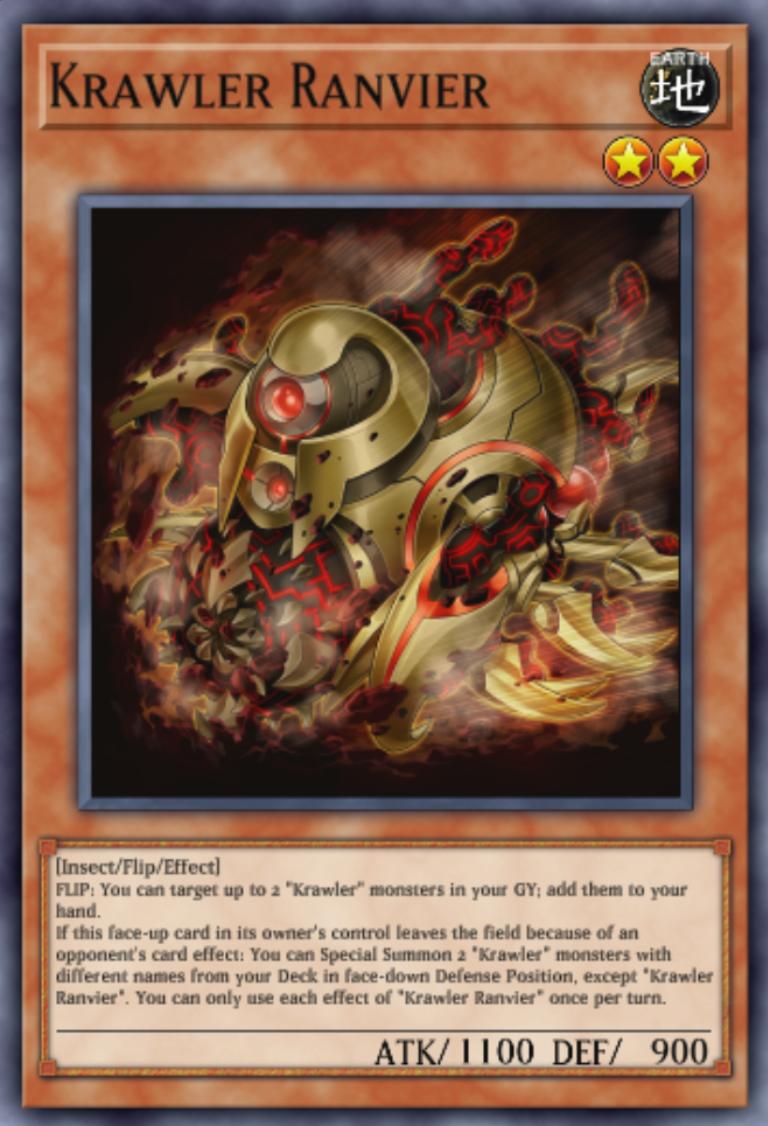 KRAWLER RANVIER
EARTH
地
[Insect/Flip/Effect]
FLIP: You can target up to 2 "Krawler" monsters in your GY; add them to your
hand.
If this face-up card in its owner's control leaves the field because of an
opponent's card effect: You can Special Summon 2 "Krawler" monsters with
different names from your Deck in face-down Defense Position, except "Krawler
Ranvier". You can only use each effect of "Krawler Ranvier" once per turn.
ATK/ 1100 DEF/ 900